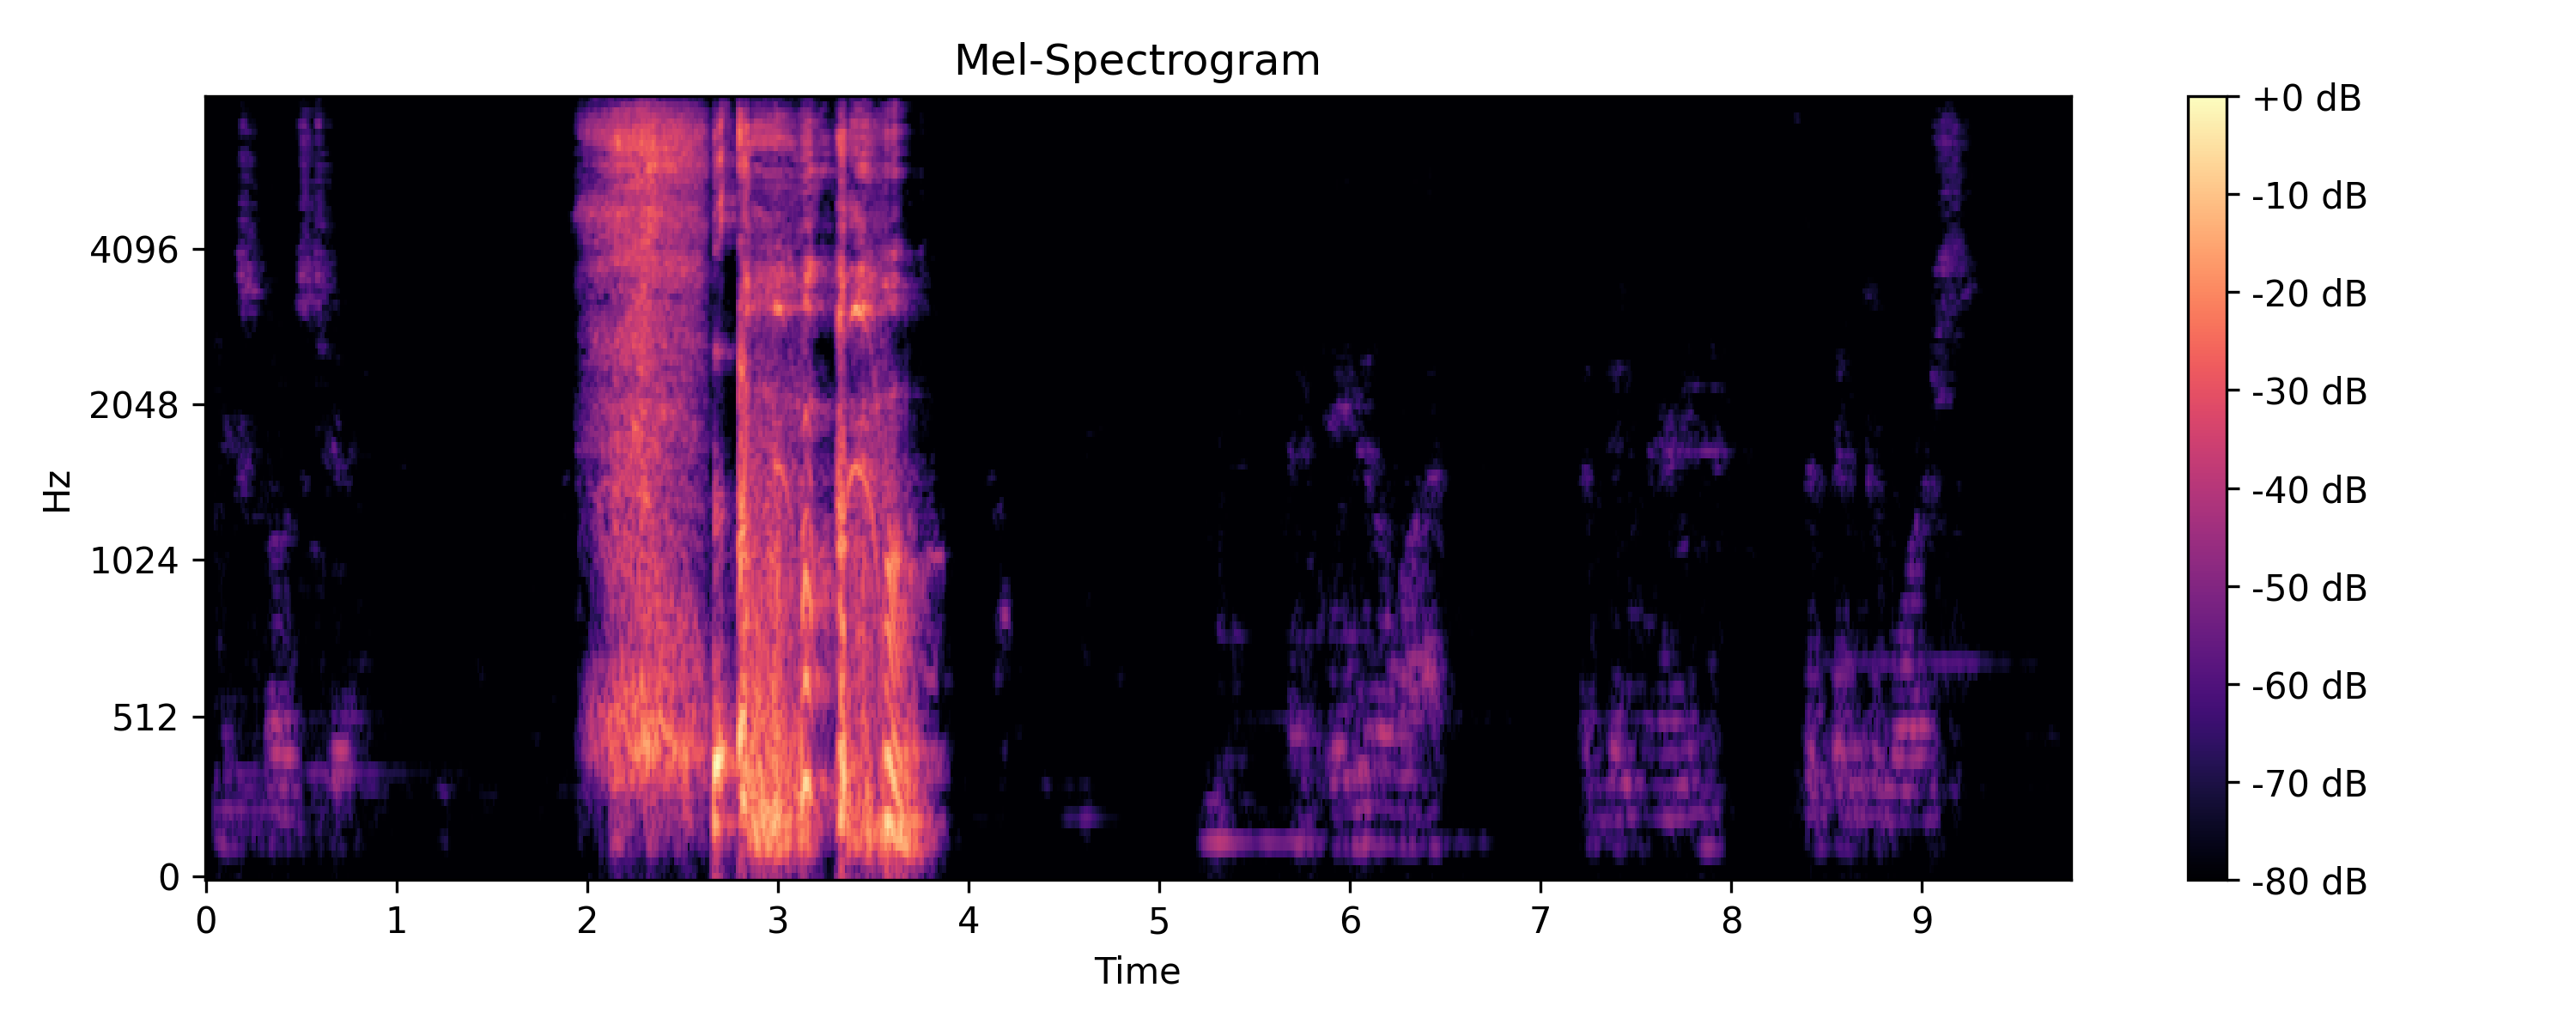 Mel-Spectrogram
+0 dB
-10 dB
4096
-20 dB
-30 dB
2048
-40 dB
Hz
1024
-50 dB
-60 dB
512
-70 dB
0
-80 dB
0 1 2 3 4 5 6 7 8 9
Time